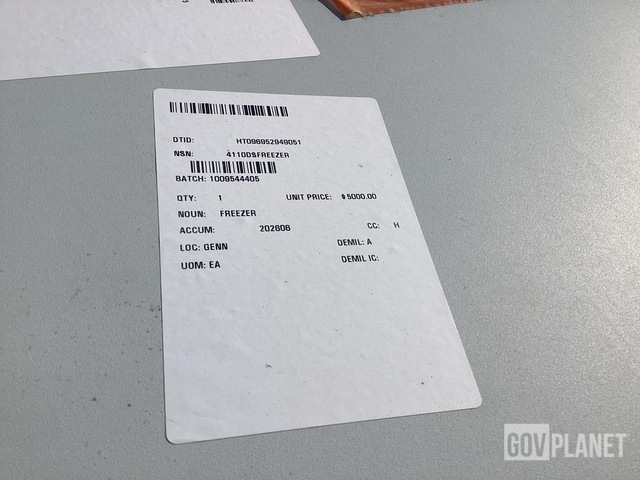 DTID: HT096952949051
NSN: 4110DSFREEZER
BATCH: 1009544405
QTY: 1 UNIT PRICE: $ 5000.00
NOUN: FREEZER
ACCUM: 202606 CC: H
LOC: GENN DEMIL: A
UOM: EA DEMIL IC:
GOVPLANET